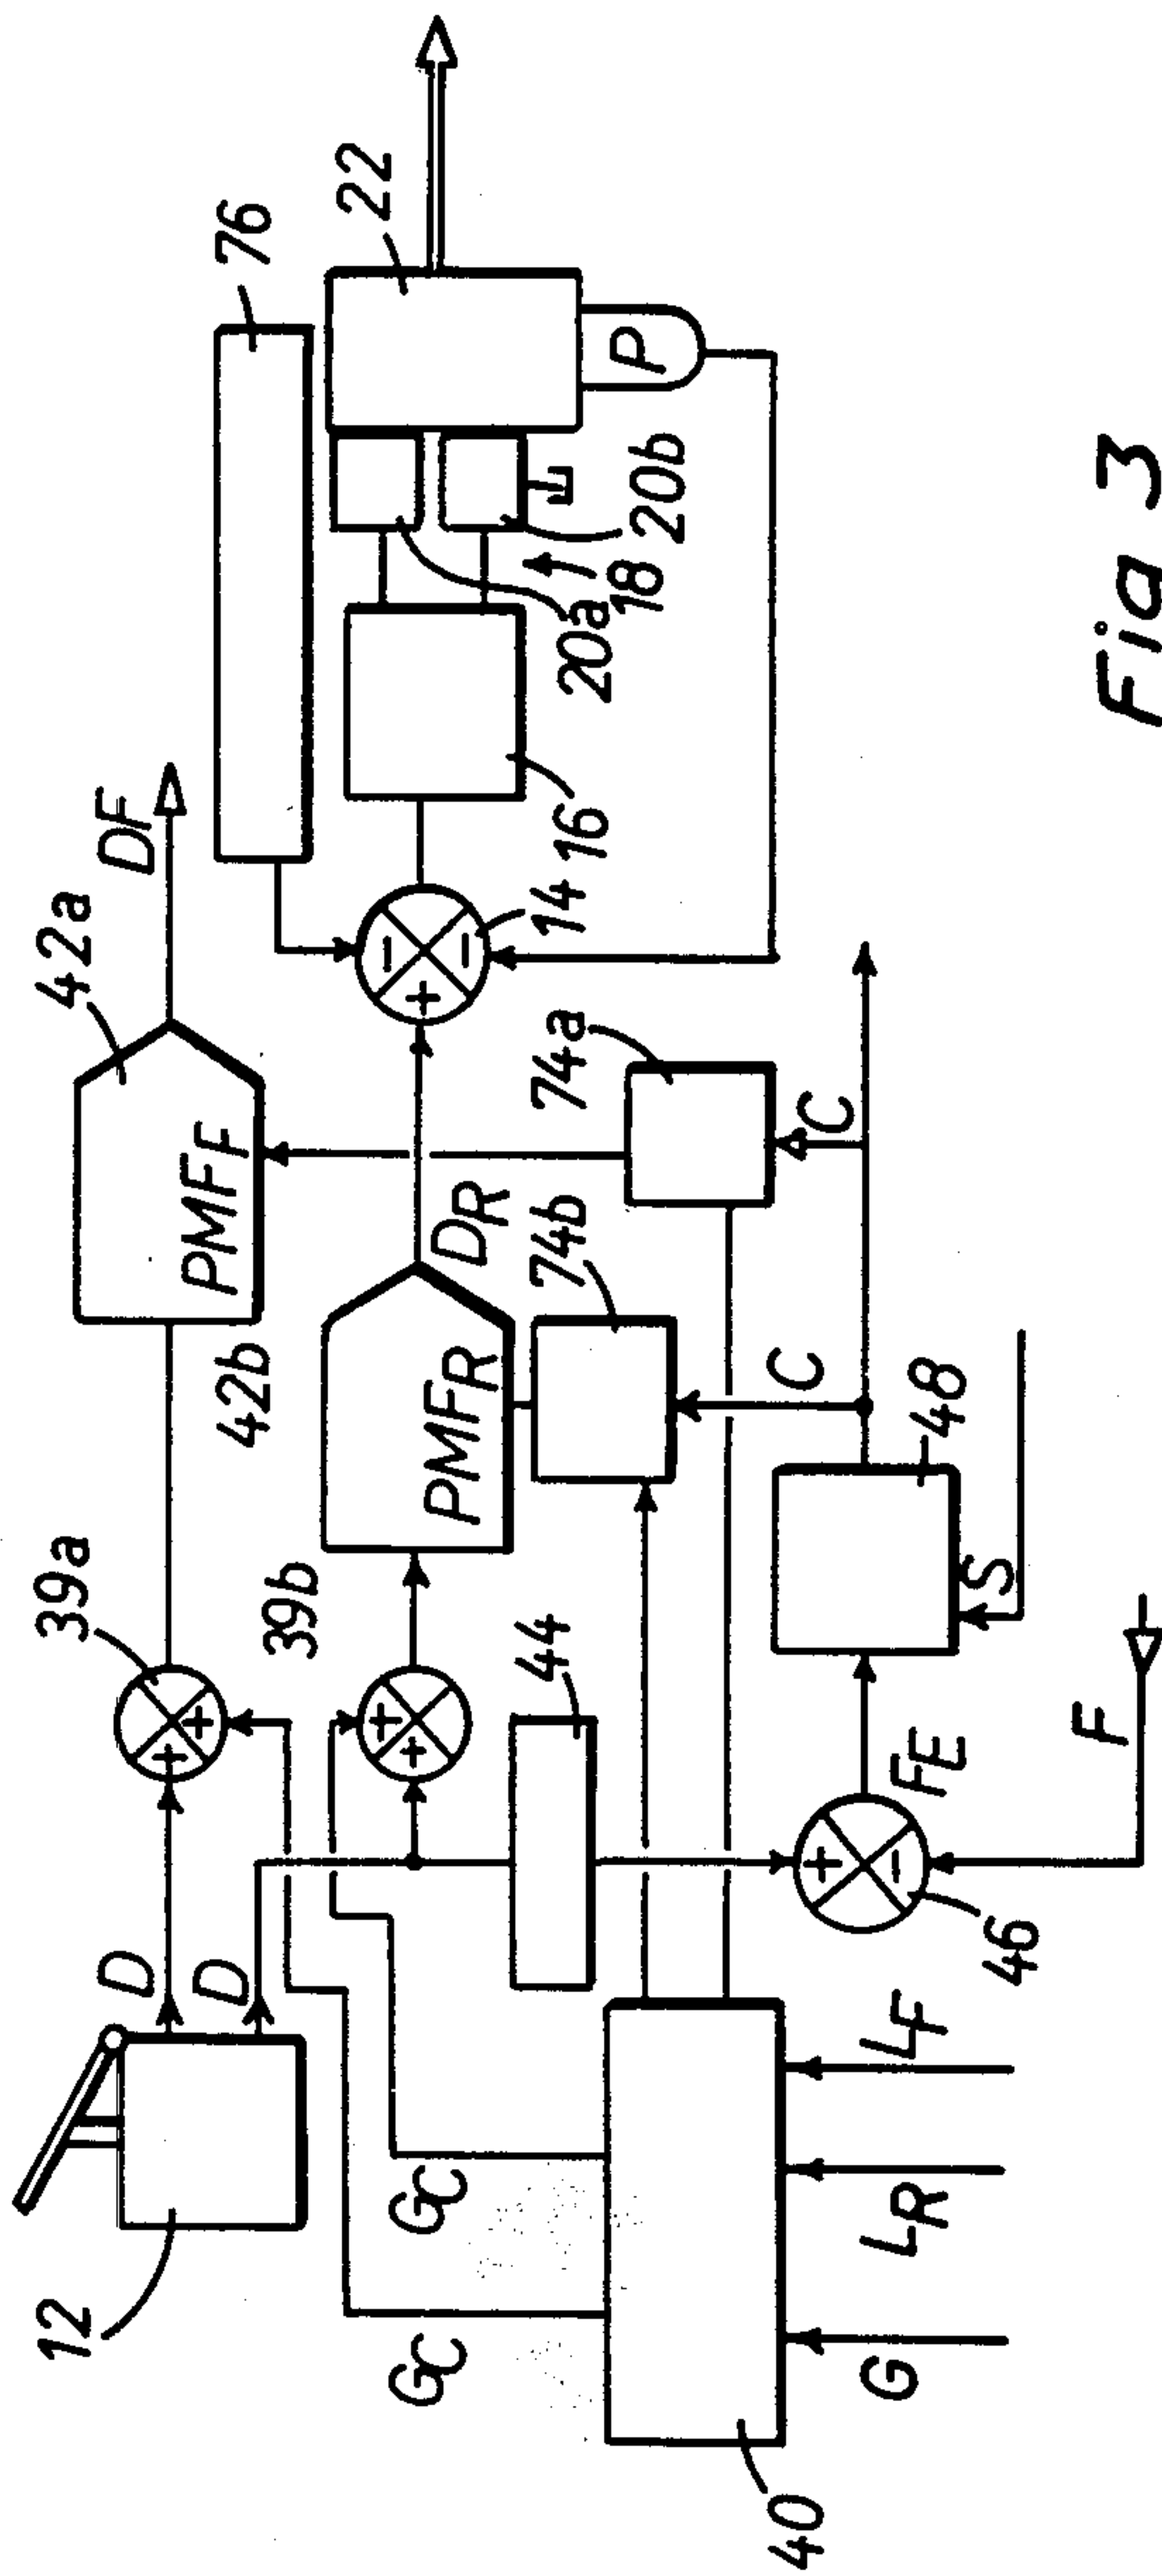 12
D
D
39a
42a
DF
PMFF
42b
39b
PMFR
DR
76
22
P
14
16
20a
18
20b
74a
74b
C
C
44
48
S
FE
46
F
GC
GC
40
G
LR
LF
+
+
+
+
+
-
-
+
-
Fig 3